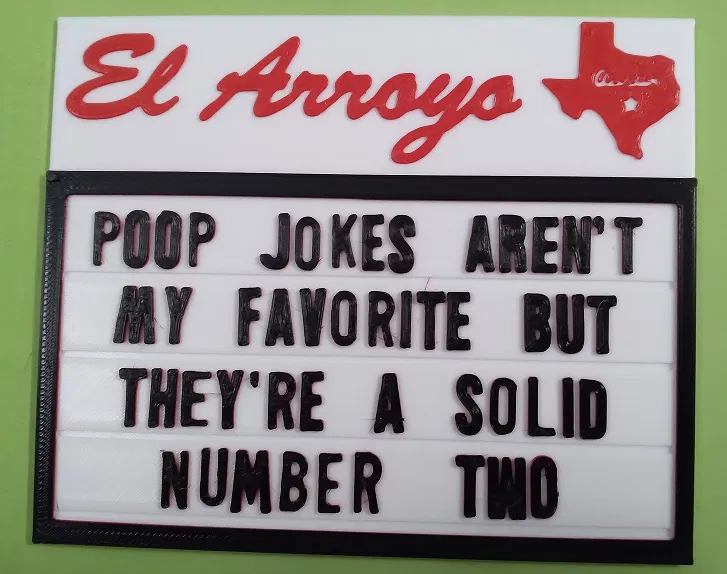 El Arroyo
POOP JOKES AREN'T
MY FAVORITE BUT
THEY'RE A SOLID
NUMBER TWO